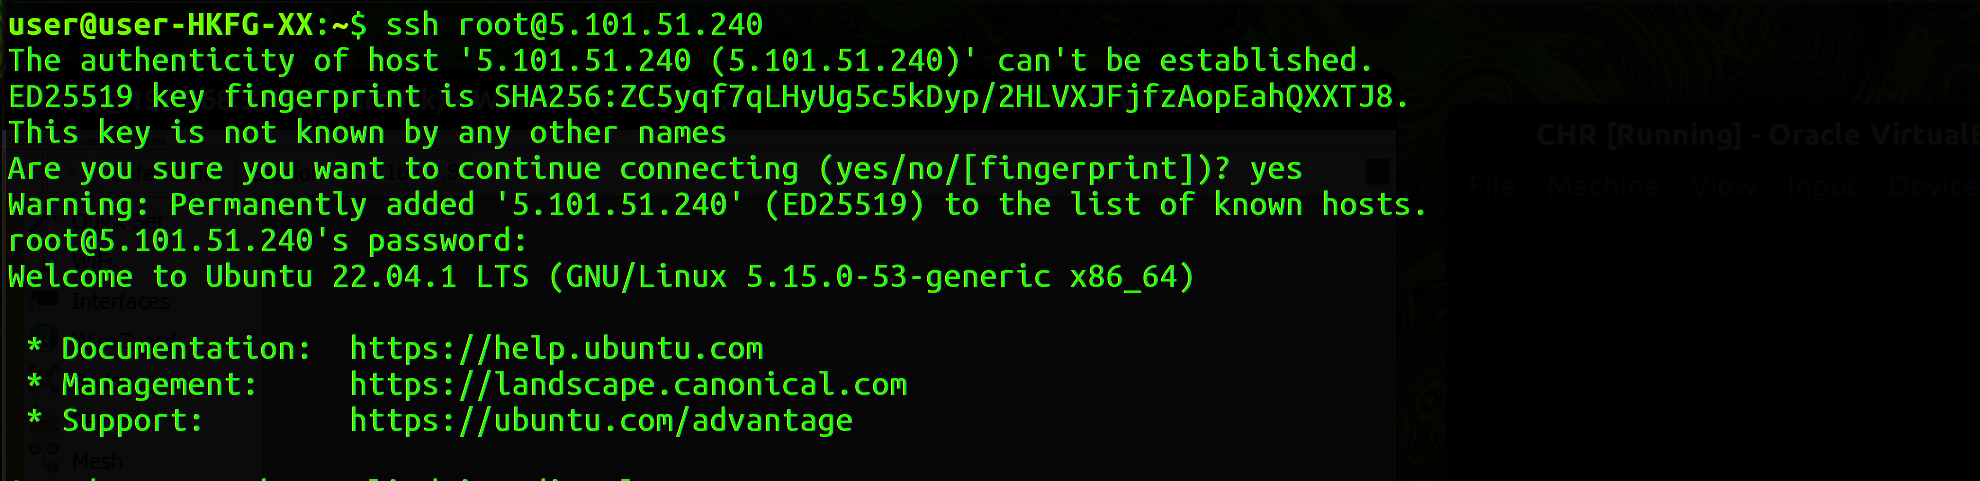 user@user-HKFG-XX:~$ ssh root@5.101.51.240
The authenticity of host '5.101.51.240 (5.101.51.240)' can't be established.
ED25519 key fingerprint is SHA256:ZC5yqf7qLHyUg5c5kDyp/2HLVXJFjfzAopEahQXXTJ8.
This key is not known by any other names
CHR [Running] - Oracle Virtual
Are you sure you want to continue connecting (yes/no/[fingerprint])? yes
File Machine View Input Device
Warning: Permanently added '5.101.51.240' (ED25519) to the list of known hosts.
root@5.101.51.240's password:
Welcome to Ubuntu 22.04.1 LTS (GNU/Linux 5.15.0-53-generic x86_64)
Interfaces
* Documentation: https://help.ubuntu.com
* Management: https://landscape.canonical.com
* Support: https://ubuntu.com/advantage
Mesh